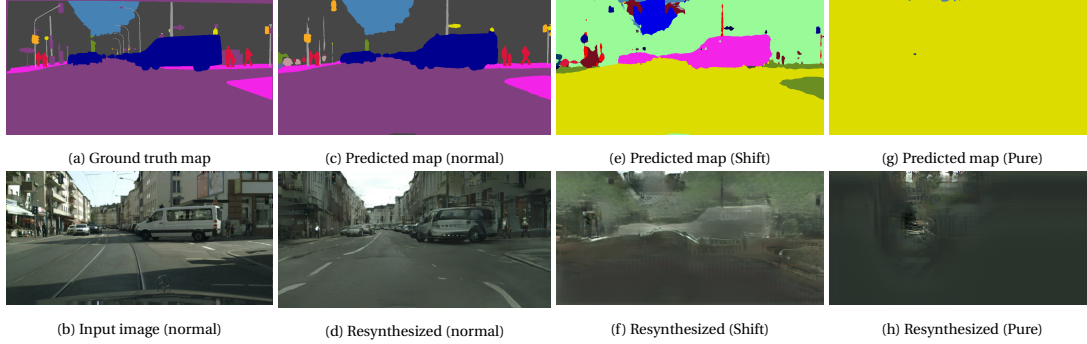 (a) Ground truth map
(c) Predicted map (normal)
(e) Predicted map (Shift)
(g) Predicted map (Pure)
(b) Input image (normal)
(d) Resynthesized (normal)
(f) Resynthesized (Shift)
(h) Resynthesized (Pure)